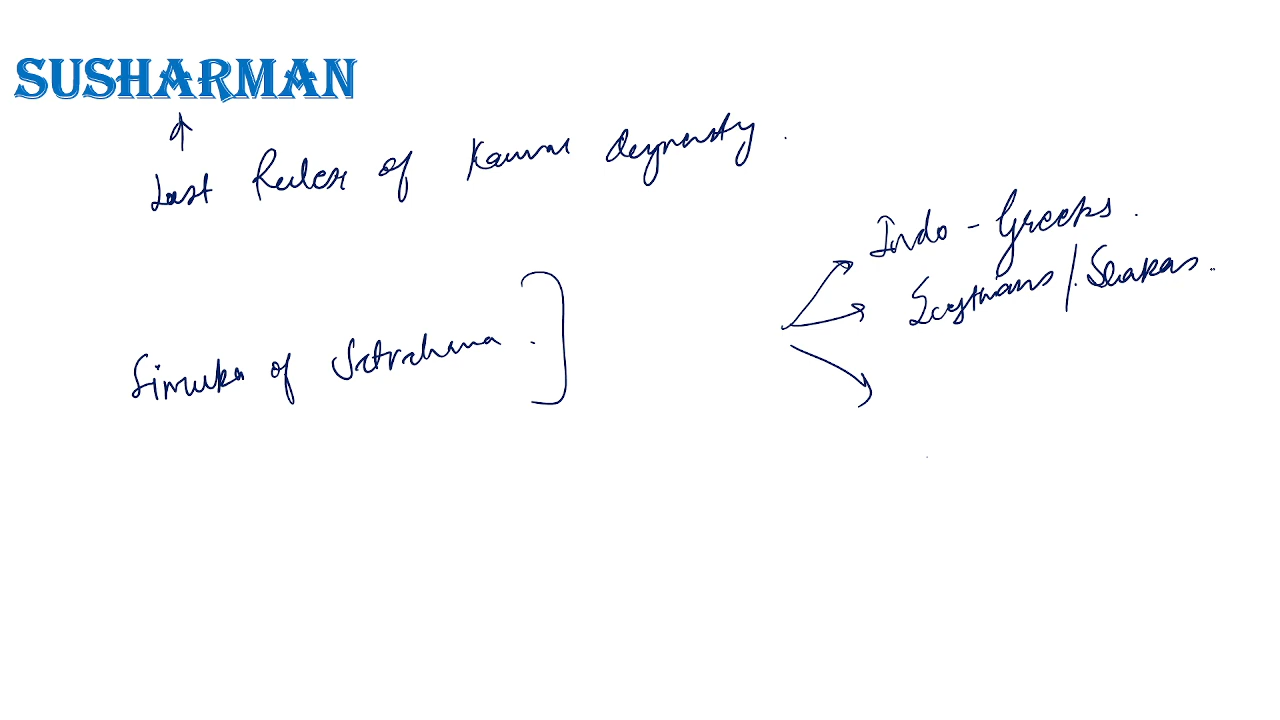 SUSHARMAN
Last Ruler of Kanva dynasty.
Indo - Greeks.
Scythians / Shakas.
Simuka of Satvahana.